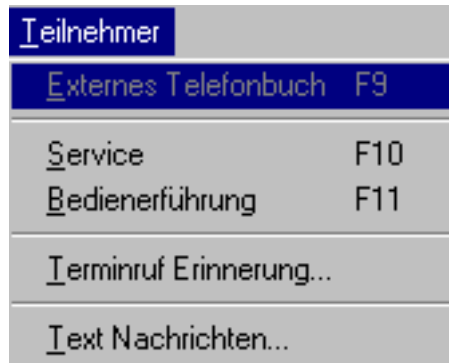 Teilnehmer
Externes Telefonbuch F9
Service F10
Bedienerführung F11
Terminruf Erinnerung...
Text Nachrichten...